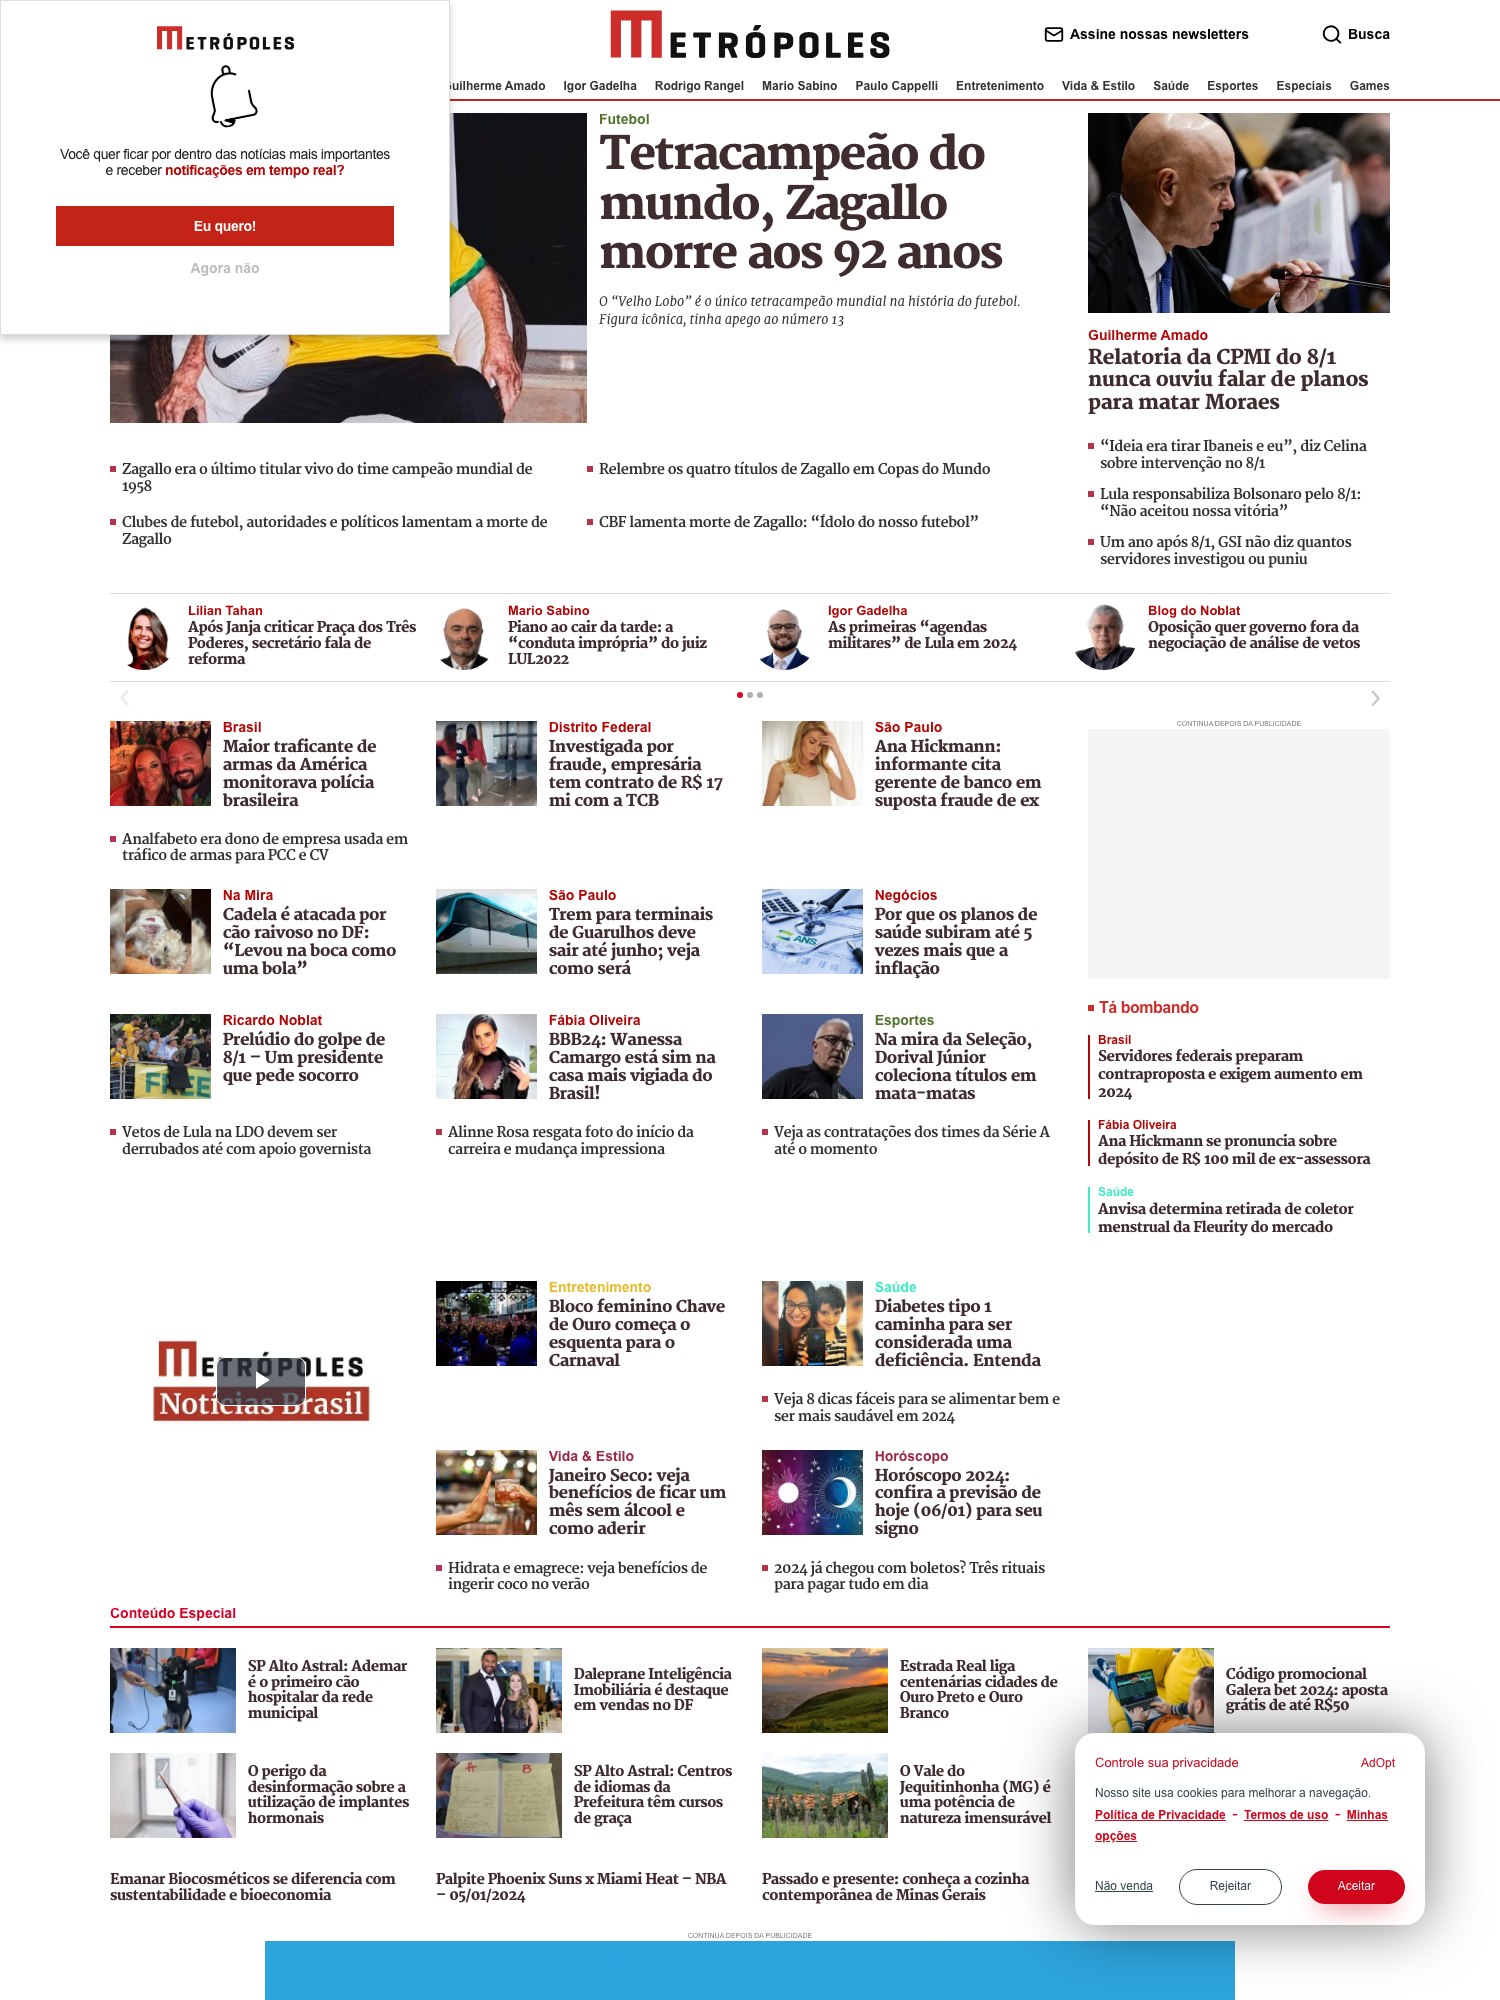 METRÓPOLES
Você quer ficar por dentro das notícias mais importantes
e receber notificações em tempo real?
Eu quero!
Agora não
METRÓPOLES
Assine nossas newsletters
Busca
Guilherme Amado Igor Gadelha Rodrigo Rangel Mario Sabino Paulo Cappelli Entretenimento Vida & Estilo Saúde Esportes Especiais Games
Futebol
Tetracampeão do
mundo, Zagallo
morre aos 92 anos
O “Velho Lobo” é o único tetracampeão mundial na história do futebol.
Figura icônica, tinha apego ao número 13
Guilherme Amado
Relatoria da CPMI do 8/1
nunca ouviu falar de planos
para matar Moraes
“Ideia era tirar Ibaneis e eu”, diz Celina
sobre intervenção no 8/1
Lula responsabiliza Bolsonaro pelo 8/1:
“Não aceitou nossa vitória”
Um ano após 8/1, GSI não diz quantos
servidores investigou ou puniu
Zagallo era o último titular vivo do time campeão mundial de
1958
Relembre os quatro títulos de Zagallo em Copas do Mundo
Clubes de futebol, autoridades e políticos lamentam a morte de
Zagallo
CBF lamenta morte de Zagallo: “Ídolo do nosso futebol”
Lilian Tahan
Após Janja criticar Praça dos Três
Poderes, secretário fala de
reforma
Mario Sabino
Piano ao cair da tarde: a
“conduta imprópria” do juiz
LUL2022
Igor Gadelha
As primeiras “agendas
militares” de Lula em 2024
Blog do Noblat
Oposição quer governo fora da
negociação de análise de vetos
Brasil
Maior traficante de
armas da América
monitorava polícia
brasileira
Analfabeto era dono de empresa usada em
tráfico de armas para PCC e CV
Distrito Federal
Investigada por
fraude, empresária
tem contrato de R$ 17
mi com a TCB
São Paulo
Ana Hickmann:
informante cita
gerente de banco em
suposta fraude de ex
CONTINUA DEPOIS DA PUBLICIDADE
Na Mira
Cadela é atacada por
cão raivoso no DF:
“Levou na boca como
uma bola”
São Paulo
Trem para terminais
de Guarulhos deve
sair até junho; veja
como será
ANS
Negócios
Por que os planos de
saúde subiram até 5
vezes mais que a
inflação
FREE
Ricardo Noblat
Prelúdio do golpe de
8/1 – Um presidente
que pede socorro
Vetos de Lula na LDO devem ser
derrubados até com apoio governista
Fábia Oliveira
BBB24: Wanessa
Camargo está sim na
casa mais vigiada do
Brasil!
Alinne Rosa resgata foto do início da
carreira e mudança impressiona
Esportes
Na mira da Seleção,
Dorival Júnior
coleciona títulos em
mata-matas
Veja as contratações dos times da Série A
até o momento
Tá bombando
Brasil
Servidores federais preparam
contraproposta e exigem aumento em
2024
Fábia Oliveira
Ana Hickmann se pronuncia sobre
depósito de R$ 100 mil de ex-assessora
Saúde
Anvisa determina retirada de coletor
menstrual da Fleurity do mercado
METRÓPOLES
Notícias Brasil
Entretenimento
Bloco feminino Chave
de Ouro começa o
esquenta para o
Carnaval
Saúde
Diabetes tipo 1
caminha para ser
considerada uma
deficiência. Entenda
Veja 8 dicas fáceis para se alimentar bem e
ser mais saudável em 2024
Vida & Estilo
Janeiro Seco: veja
benefícios de ficar um
mês sem álcool e
como aderir
Hidrata e emagrece: veja benefícios de
ingerir coco no verão
Horóscopo
Horóscopo 2024:
confira a previsão de
hoje (06/01) para seu
signo
2024 já chegou com boletos? Três rituais
para pagar tudo em dia
Conteúdo Especial
SP Alto Astral: Ademar
é o primeiro cão
hospitalar da rede
municipal
Daleprane Inteligência
Imobiliária é destaque
em vendas no DF
Estrada Real liga
centenárias cidades de
Ouro Preto e Ouro
Branco
Código promocional
Galera bet 2024: aposta
grátis de até R$50
O perigo da
desinformação sobre a
utilização de implantes
hormonais
A B
SP Alto Astral: Centros
de idiomas da
Prefeitura têm cursos
de graça
O Vale do
Jequitinhonha (MG) é
uma potência de
natureza imensurável
Emanar Biocosméticos se diferencia com
sustentabilidade e bioeconomia
Palpite Phoenix Suns x Miami Heat – NBA
– 05/01/2024
Passado e presente: conheça a cozinha
contemporânea de Minas Gerais
Controle sua privacidade
AdOpt
Nosso site usa cookies para melhorar a navegação.
Política de Privacidade - Termos de uso - Minhas
opções
Não venda
Rejeitar
Aceitar
CONTINUA DEPOIS DA PUBLICIDADE